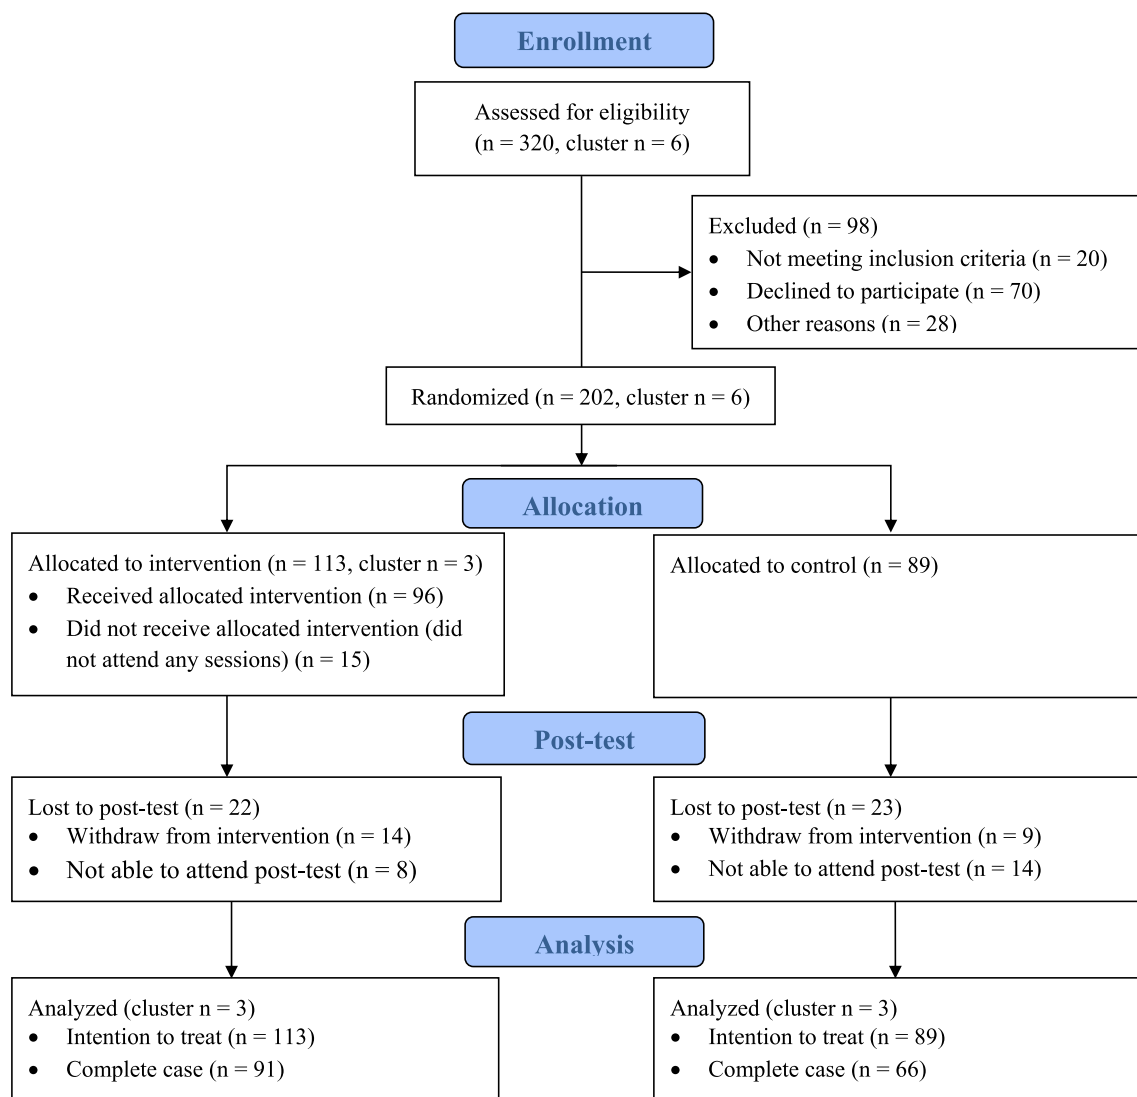 Enrollment
Assessed for eligibility
(n = 320, cluster n = 6)
Excluded (n = 98)
• Not meeting inclusion criteria (n = 20)
• Declined to participate (n = 70)
• Other reasons (n = 28)
Randomized (n = 202, cluster n = 6)
Allocation
Allocated to intervention (n = 113, cluster n = 3)
• Received allocated intervention (n = 96)
• Did not receive allocated intervention (did
not attend any sessions) (n = 15)
Allocated to control (n = 89)
Post-test
Lost to post-test (n = 22)
• Withdraw from intervention (n = 14)
• Not able to attend post-test (n = 8)
Lost to post-test (n = 23)
• Withdraw from intervention (n = 9)
• Not able to attend post-test (n = 14)
Analysis
Analyzed (cluster n = 3)
• Intention to treat (n = 113)
• Complete case (n = 91)
Analyzed (cluster n = 3)
• Intention to treat (n = 89)
• Complete case (n = 66)